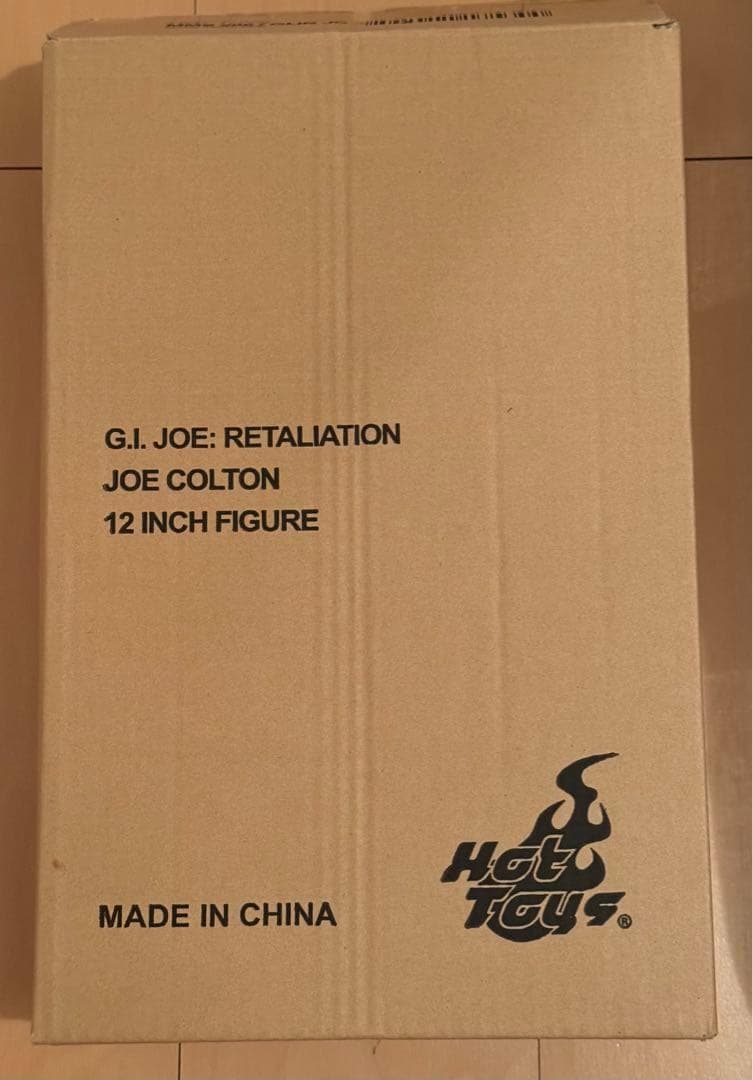 G.I. JOE: RETALIATION
JOE COLTON
12 INCH FIGURE
MADE IN CHINA
Hot
Toys®